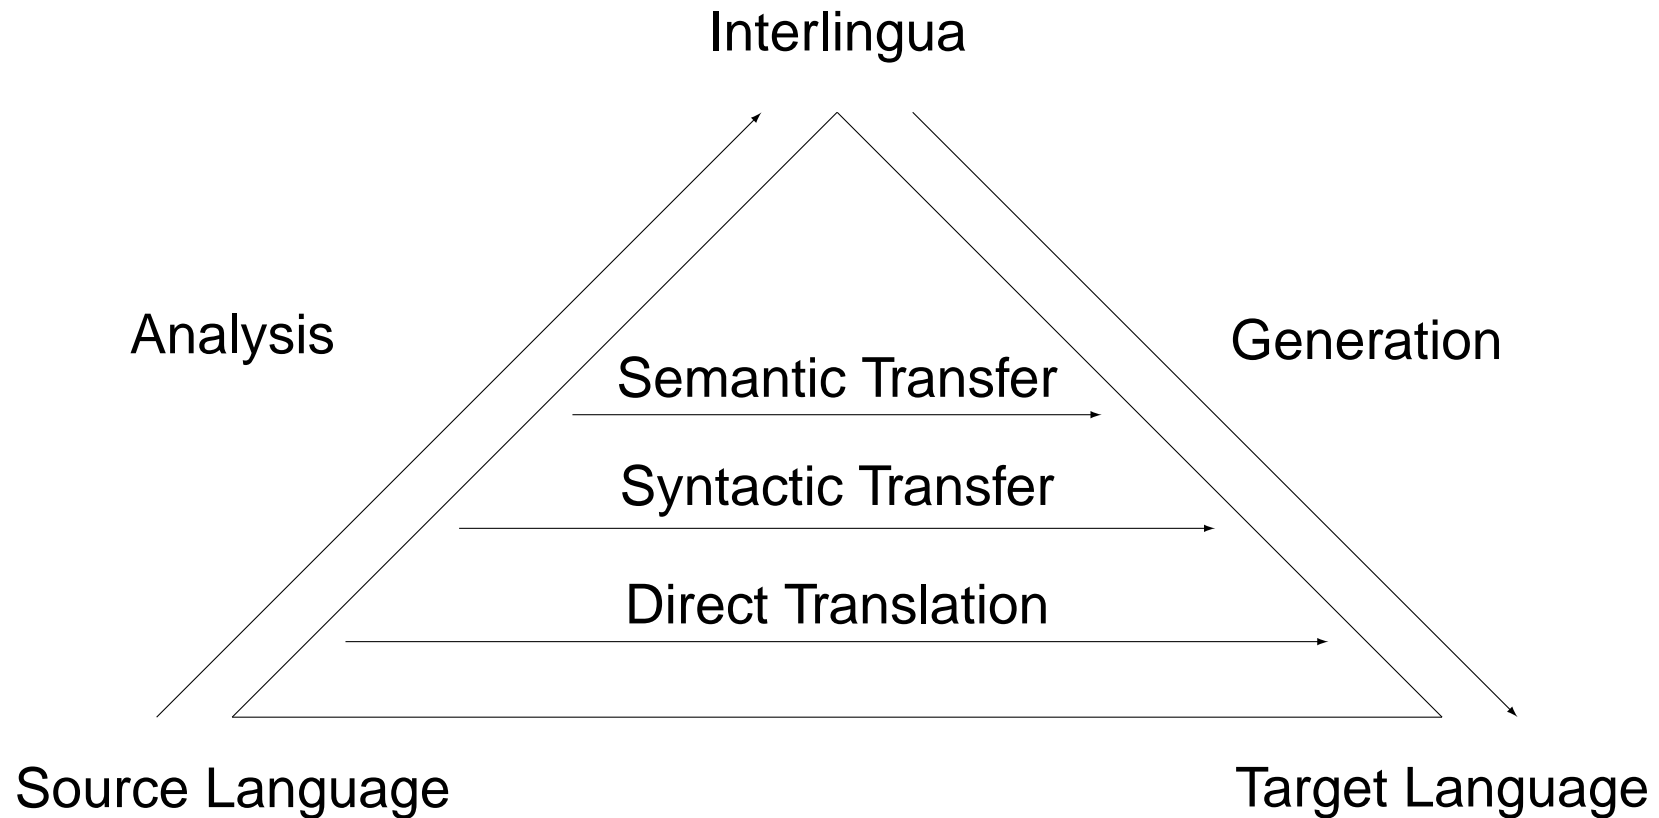 Interlingua
Analysis
Generation
Semantic Transfer
Syntactic Transfer
Direct Translation
Source Language
Target Language